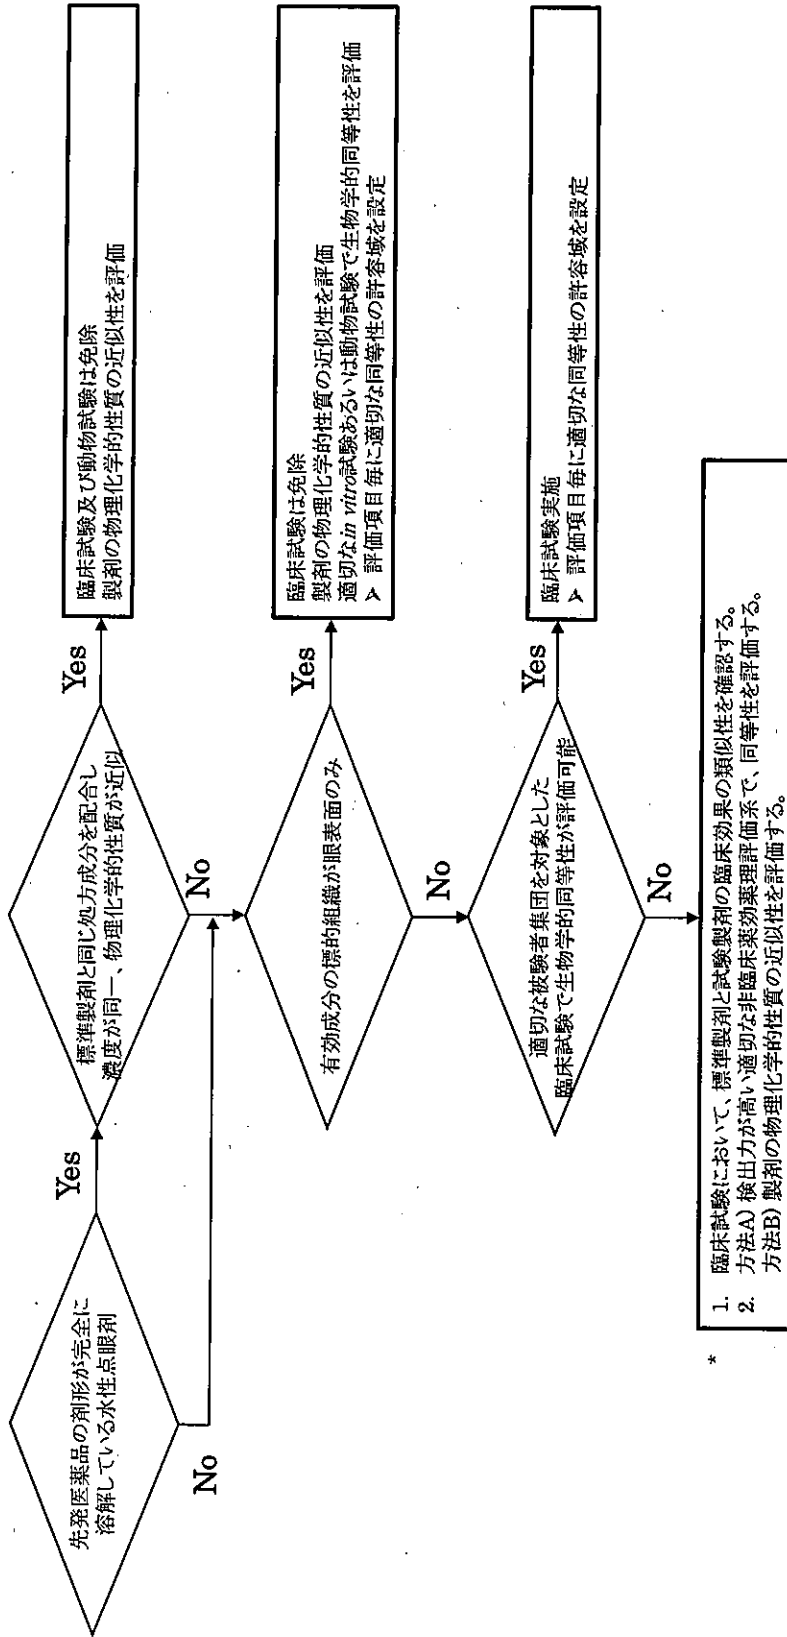 先発医薬品の剤形が完全に
溶解している水性点眼剤
Yes
No
標準製剤と同じ処方成分を配合し
濃度が同一、物理化学的性質が近似
Yes
No
臨床試験及び動物試験は免除
製剤の物理化学的性質の近似性を評価
有効成分の標的組織が眼表面のみ
Yes
No
臨床試験は免除
製剤の物理化学的性質の近似性を評価
適切なin vitro試験あるいは動物試験で生物学的同等性を評価
➤ 評価項目毎に適切な同等性の許容域を設定
適切な被験者集団を対象とした
臨床試験で生物学的同等性が評価可能
Yes
No
臨床試験実施
➤ 評価項目毎に適切な同等性の許容域を設定
*
1. 臨床試験において、標準製剤と試験製剤の臨床効果の類似性を確認する。
2. 方法A) 検出力が高い適切な非臨床薬効薬理評価系で、同等性を評価する。
方法B) 製剤の物理化学的性質の近似性を評価する。